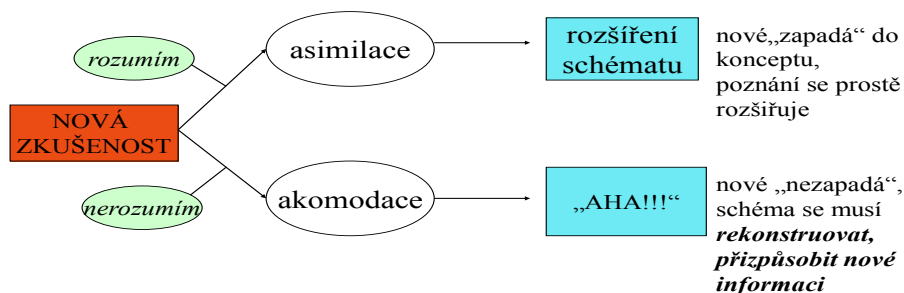 rozumím
asimilace
rozšíření
schématu
nové„zapadá“ do
konceptu,
poznání se prostě
rozšiřuje
NOVÁ
ZKUŠENOST
nerozumím
akomodace
„AHA!!!“
nové „nezapadá“,
schéma se musí
rekonstruovat,
přizpůsobit nové
informaci